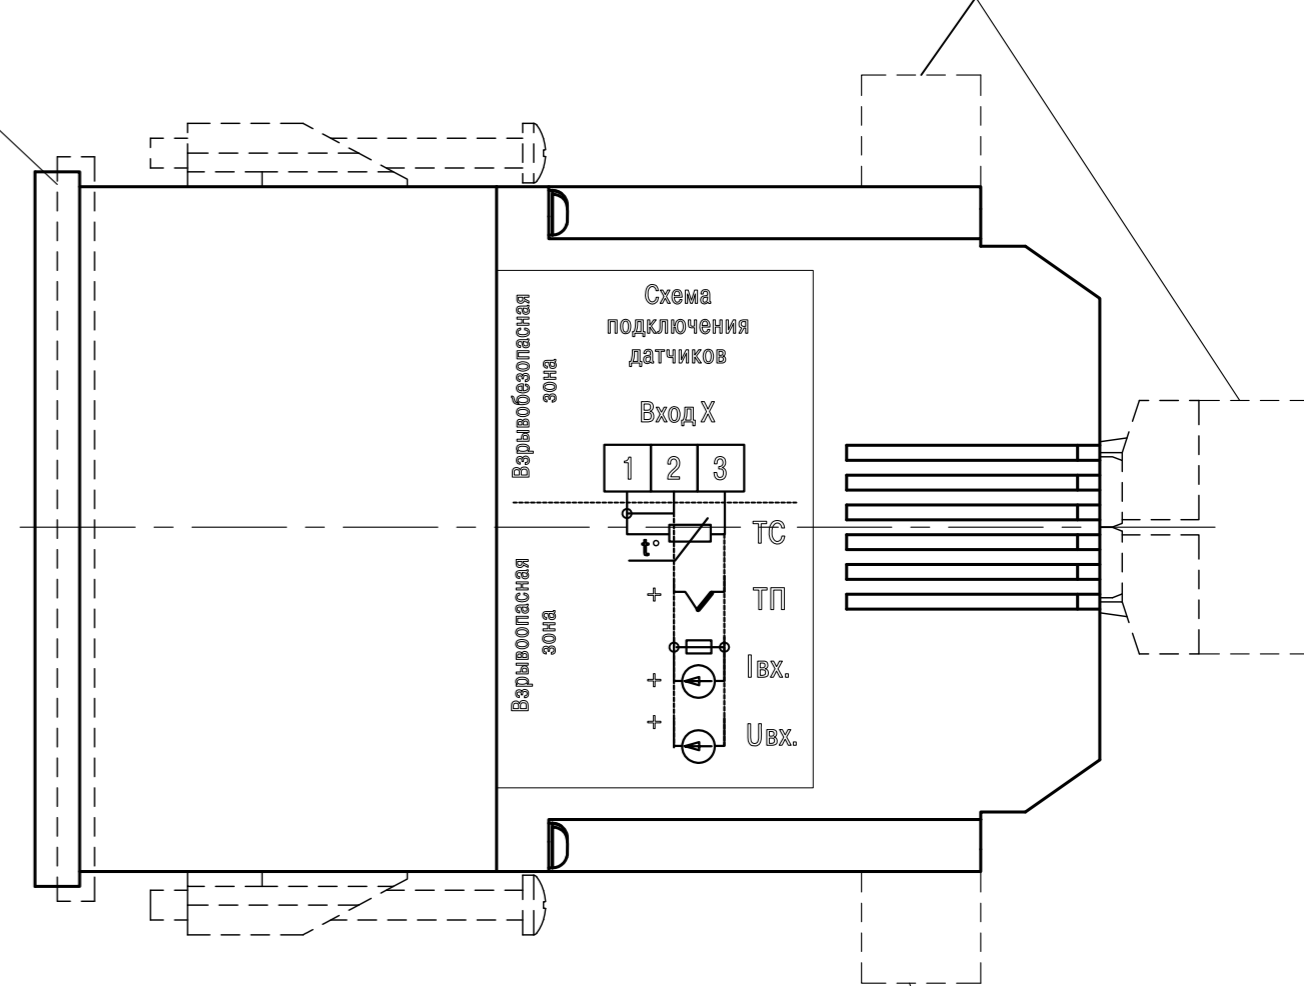 Схема
подключения
датчиков
Взрывобезопасная
зона
Вход X
1 2 3
ТС
t°
Взрывоопасная
зона
+ ТП
Iвх.
+
+
Uвх.